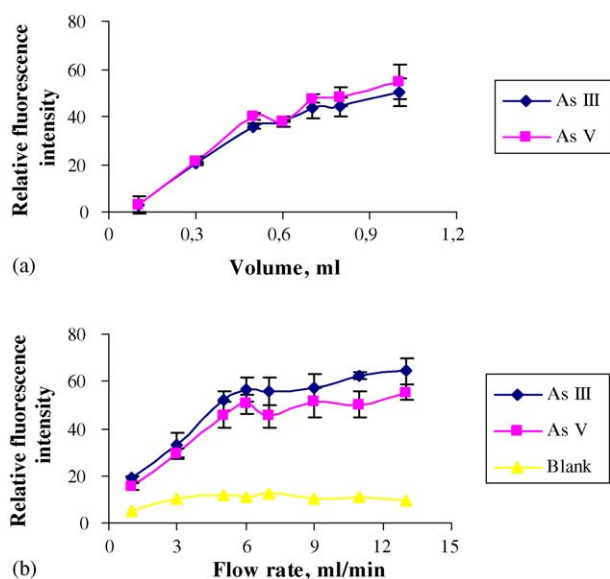 80
60
40
20
0
Relative fluorescence
intensity
0
0,3
0,6
0,9
1,2
Volume, ml
(a)
As III
As V
80
60
40
20
0
Relative fluorescence
intensity
0
3
6
9
12
15
Flow rate, ml/min
(b)
As III
As V
Blank